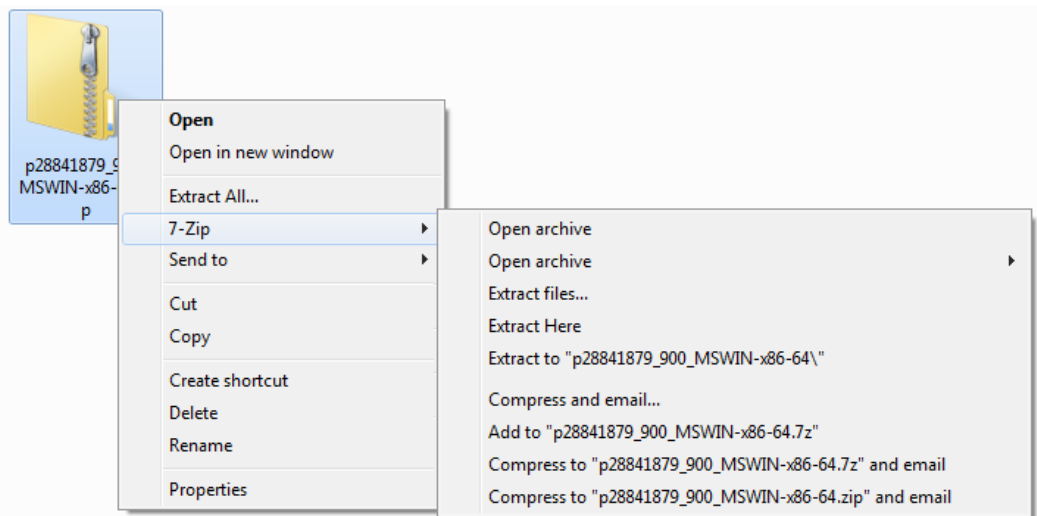 p28841879_9
MSWIN-x86-
p
Open
Open in new window
Extract All...
7-Zip
Send to
Cut
Copy
Create shortcut
Delete
Rename
Properties
Open archive
Open archive
Extract files...
Extract Here
Extract to "p28841879_900_MSWIN-x86-64\"
Compress and email...
Add to "p28841879_900_MSWIN-x86-64.7z"
Compress to "p28841879_900_MSWIN-x86-64.7z" and email
Compress to "p28841879_900_MSWIN-x86-64.zip" and email